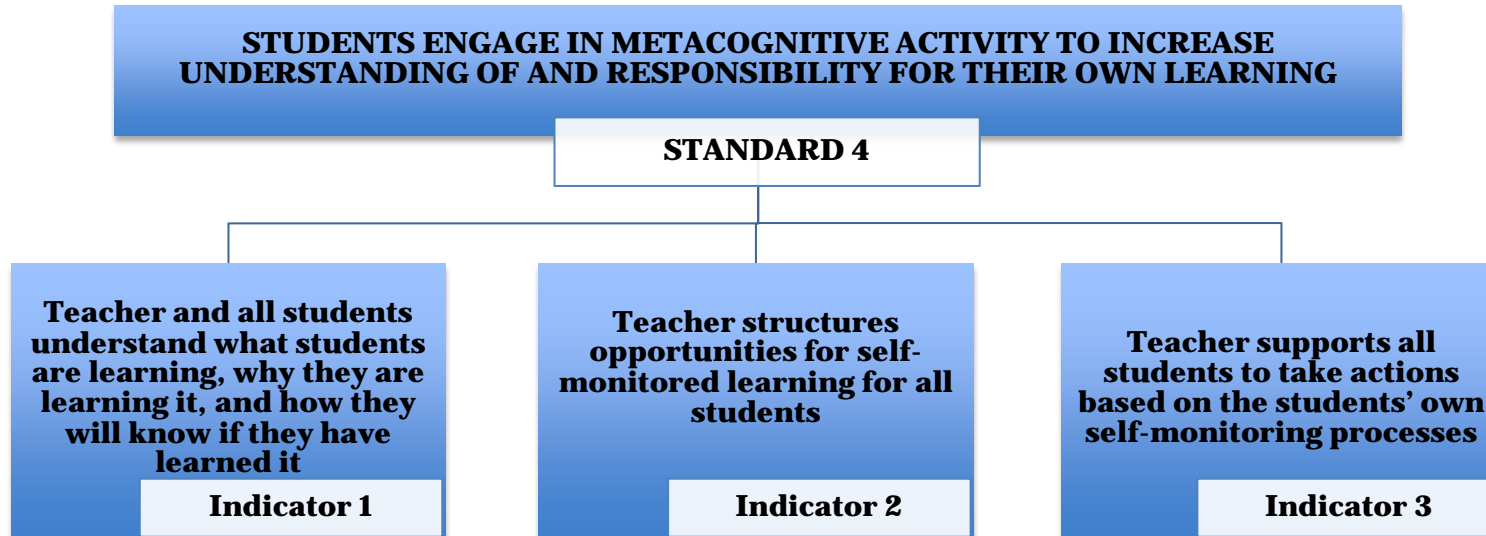 STUDENTS ENGAGE IN METACOGNITIVE ACTIVITY TO INCREASE
UNDERSTANDING OF AND RESPONSIBILITY FOR THEIR OWN LEARNING
STANDARD 4
Teacher and all students
understand what students
are learning, why they are
learning it, and how they
will know if they have
learned it
Indicator 1
Teacher structures
opportunities for self-
monitored learning for all
students
Indicator 2
Teacher supports all
students to take actions
based on the students’ own
self-monitoring processes
Indicator 3